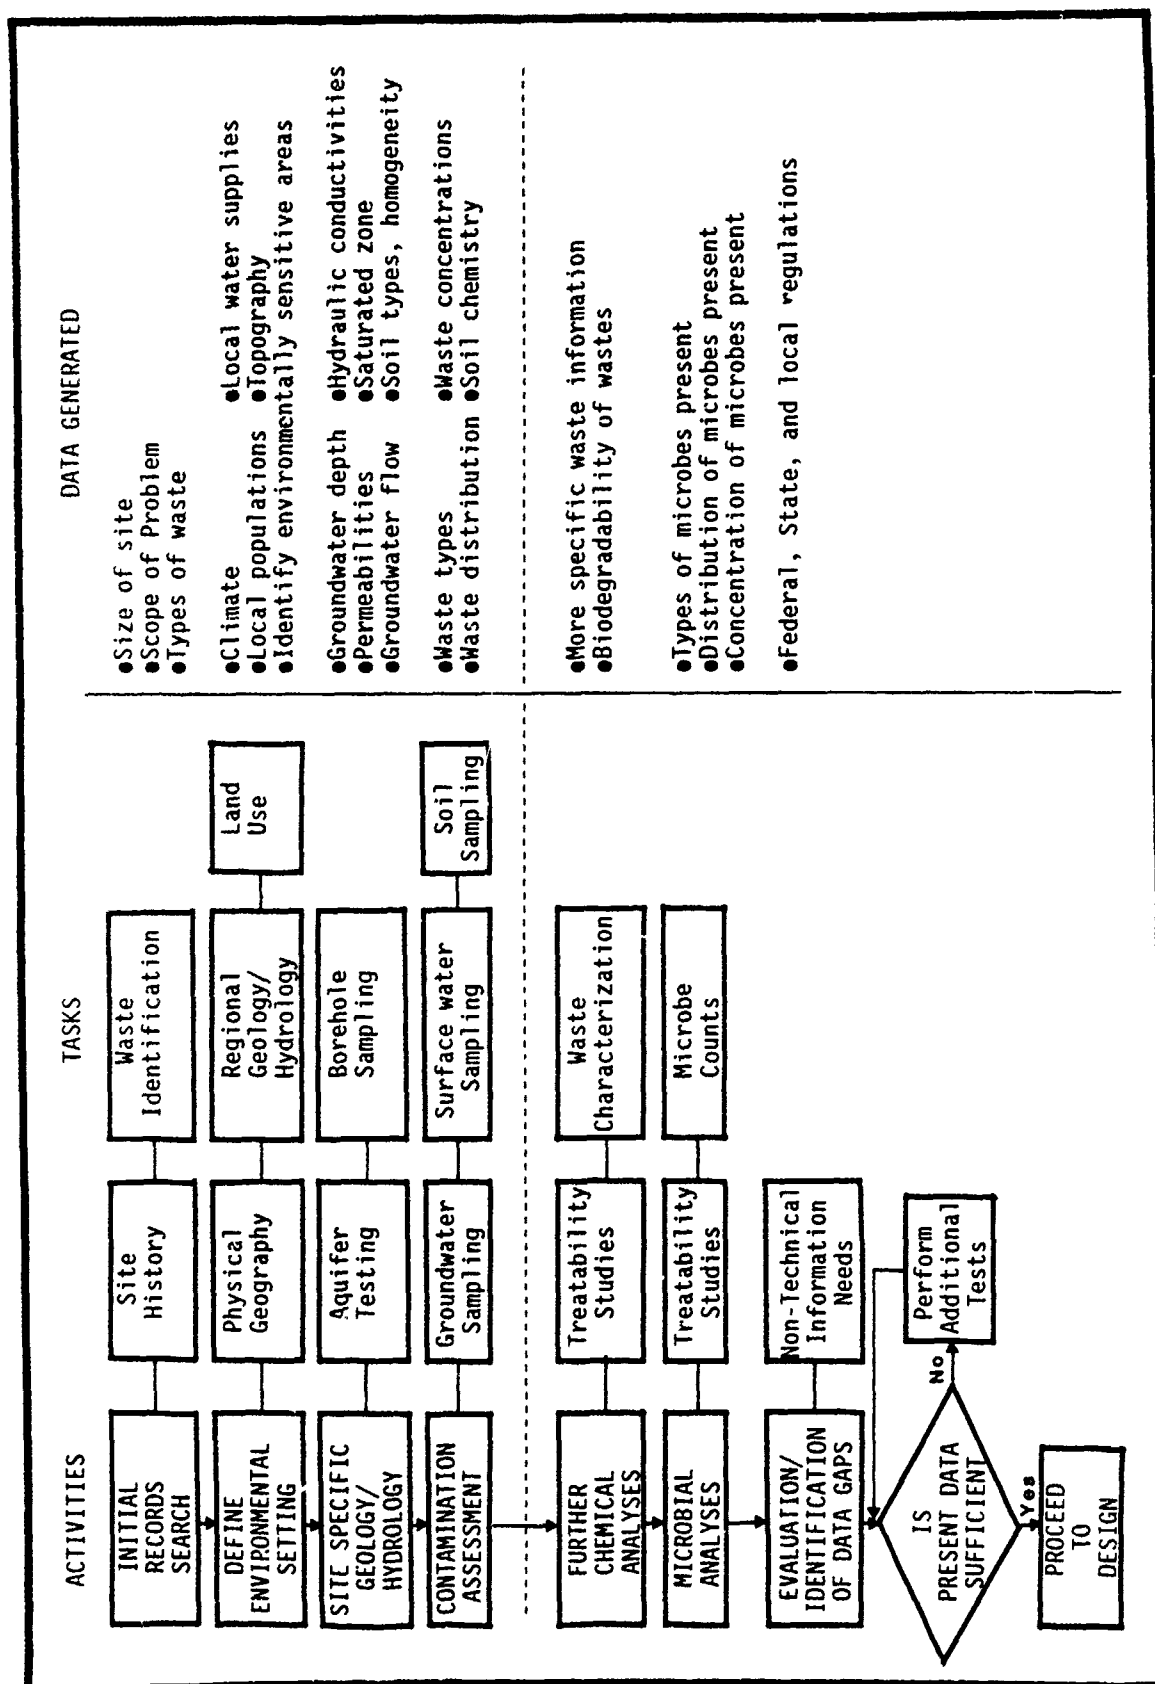 ACTIVITIES
TASKS
DATA GENERATED
INITIAL
RECORDS
SEARCH
Site
History
Waste
Identification
●Size of site
●Scope of Problem
●Types of waste
DEFINE
ENVIRONMENTAL
SETTING
Physical
Geography
Regional
Geology/
Hydrology
Land
Use
●Climate
●Local populations
●Identify environmentally sensitive areas
●Local water supplies
●Topography
SITE SPECIFIC
GEOLOGY/
HYDROLOGY
Aquifer
Testing
Borehole
Sampling
●Groundwater depth
●Permeabilities
●Groundwater flow
●Hydraulic conductivities
●Saturated zone
●Soil types, homogeneity
CONTAMINATION
ASSESSMENT
Groundwater
Sampling
Surface water
Sampling
Soil
Sampling
●Waste types
●Waste distribution
●Waste concentrations
●Soil chemistry
FURTHER
CHEMICAL
ANALYSES
Treatability
Studies
Waste
Characterization
●More specific waste information
●Biodegradability of wastes
MICROBIAL
ANALYSES
Treatability
Studies
Microbe
Counts
●Types of microbes present
●Distribution of microbes present
●Concentration of microbes present
EVALUATION/
IDENTIFICATION
OF DATA GAPS
Non-Technical
Information
Needs
●Federal, State, and local regulations
IS
PRESENT DATA
SUFFICIENT
No
Perform
Additional
Tests
Yes
PROCEED
TO
DESIGN